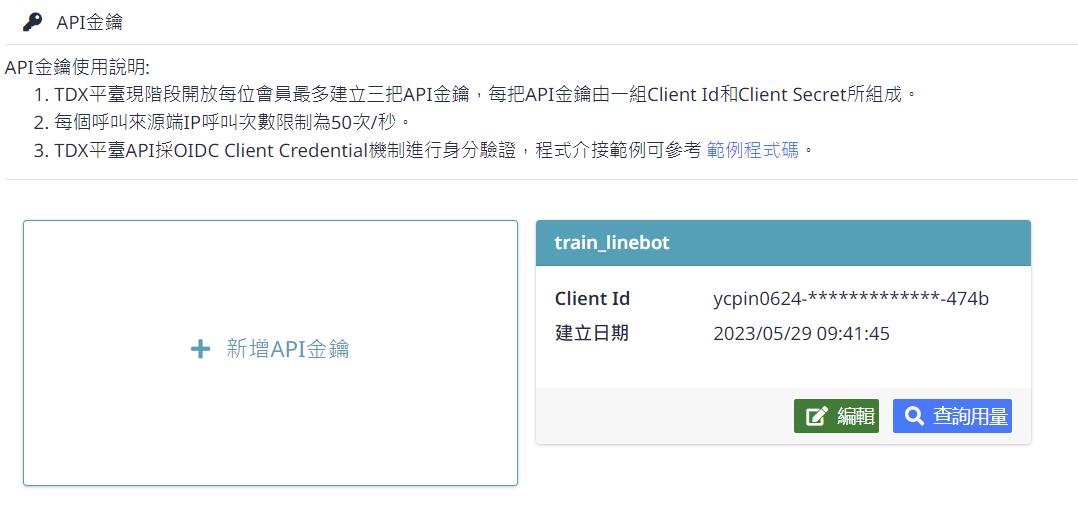 API金鑰
API金鑰使用說明:
1. TDX平臺現階段開放每位會員最多建立三把API金鑰，每把API金鑰由一組Client Id和Client Secret所組成。
2. 每個呼叫來源端IP呼叫次數限制為50次/秒。
3. TDX平臺API採OIDC Client Credential機制進行身分驗證，程式介接範例可參考 範例程式碼。
新增API金鑰
train_linebot
Client Id ycpin0624-*************-474b
建立日期 2023/05/29 09:41:45
編輯 查詢用量